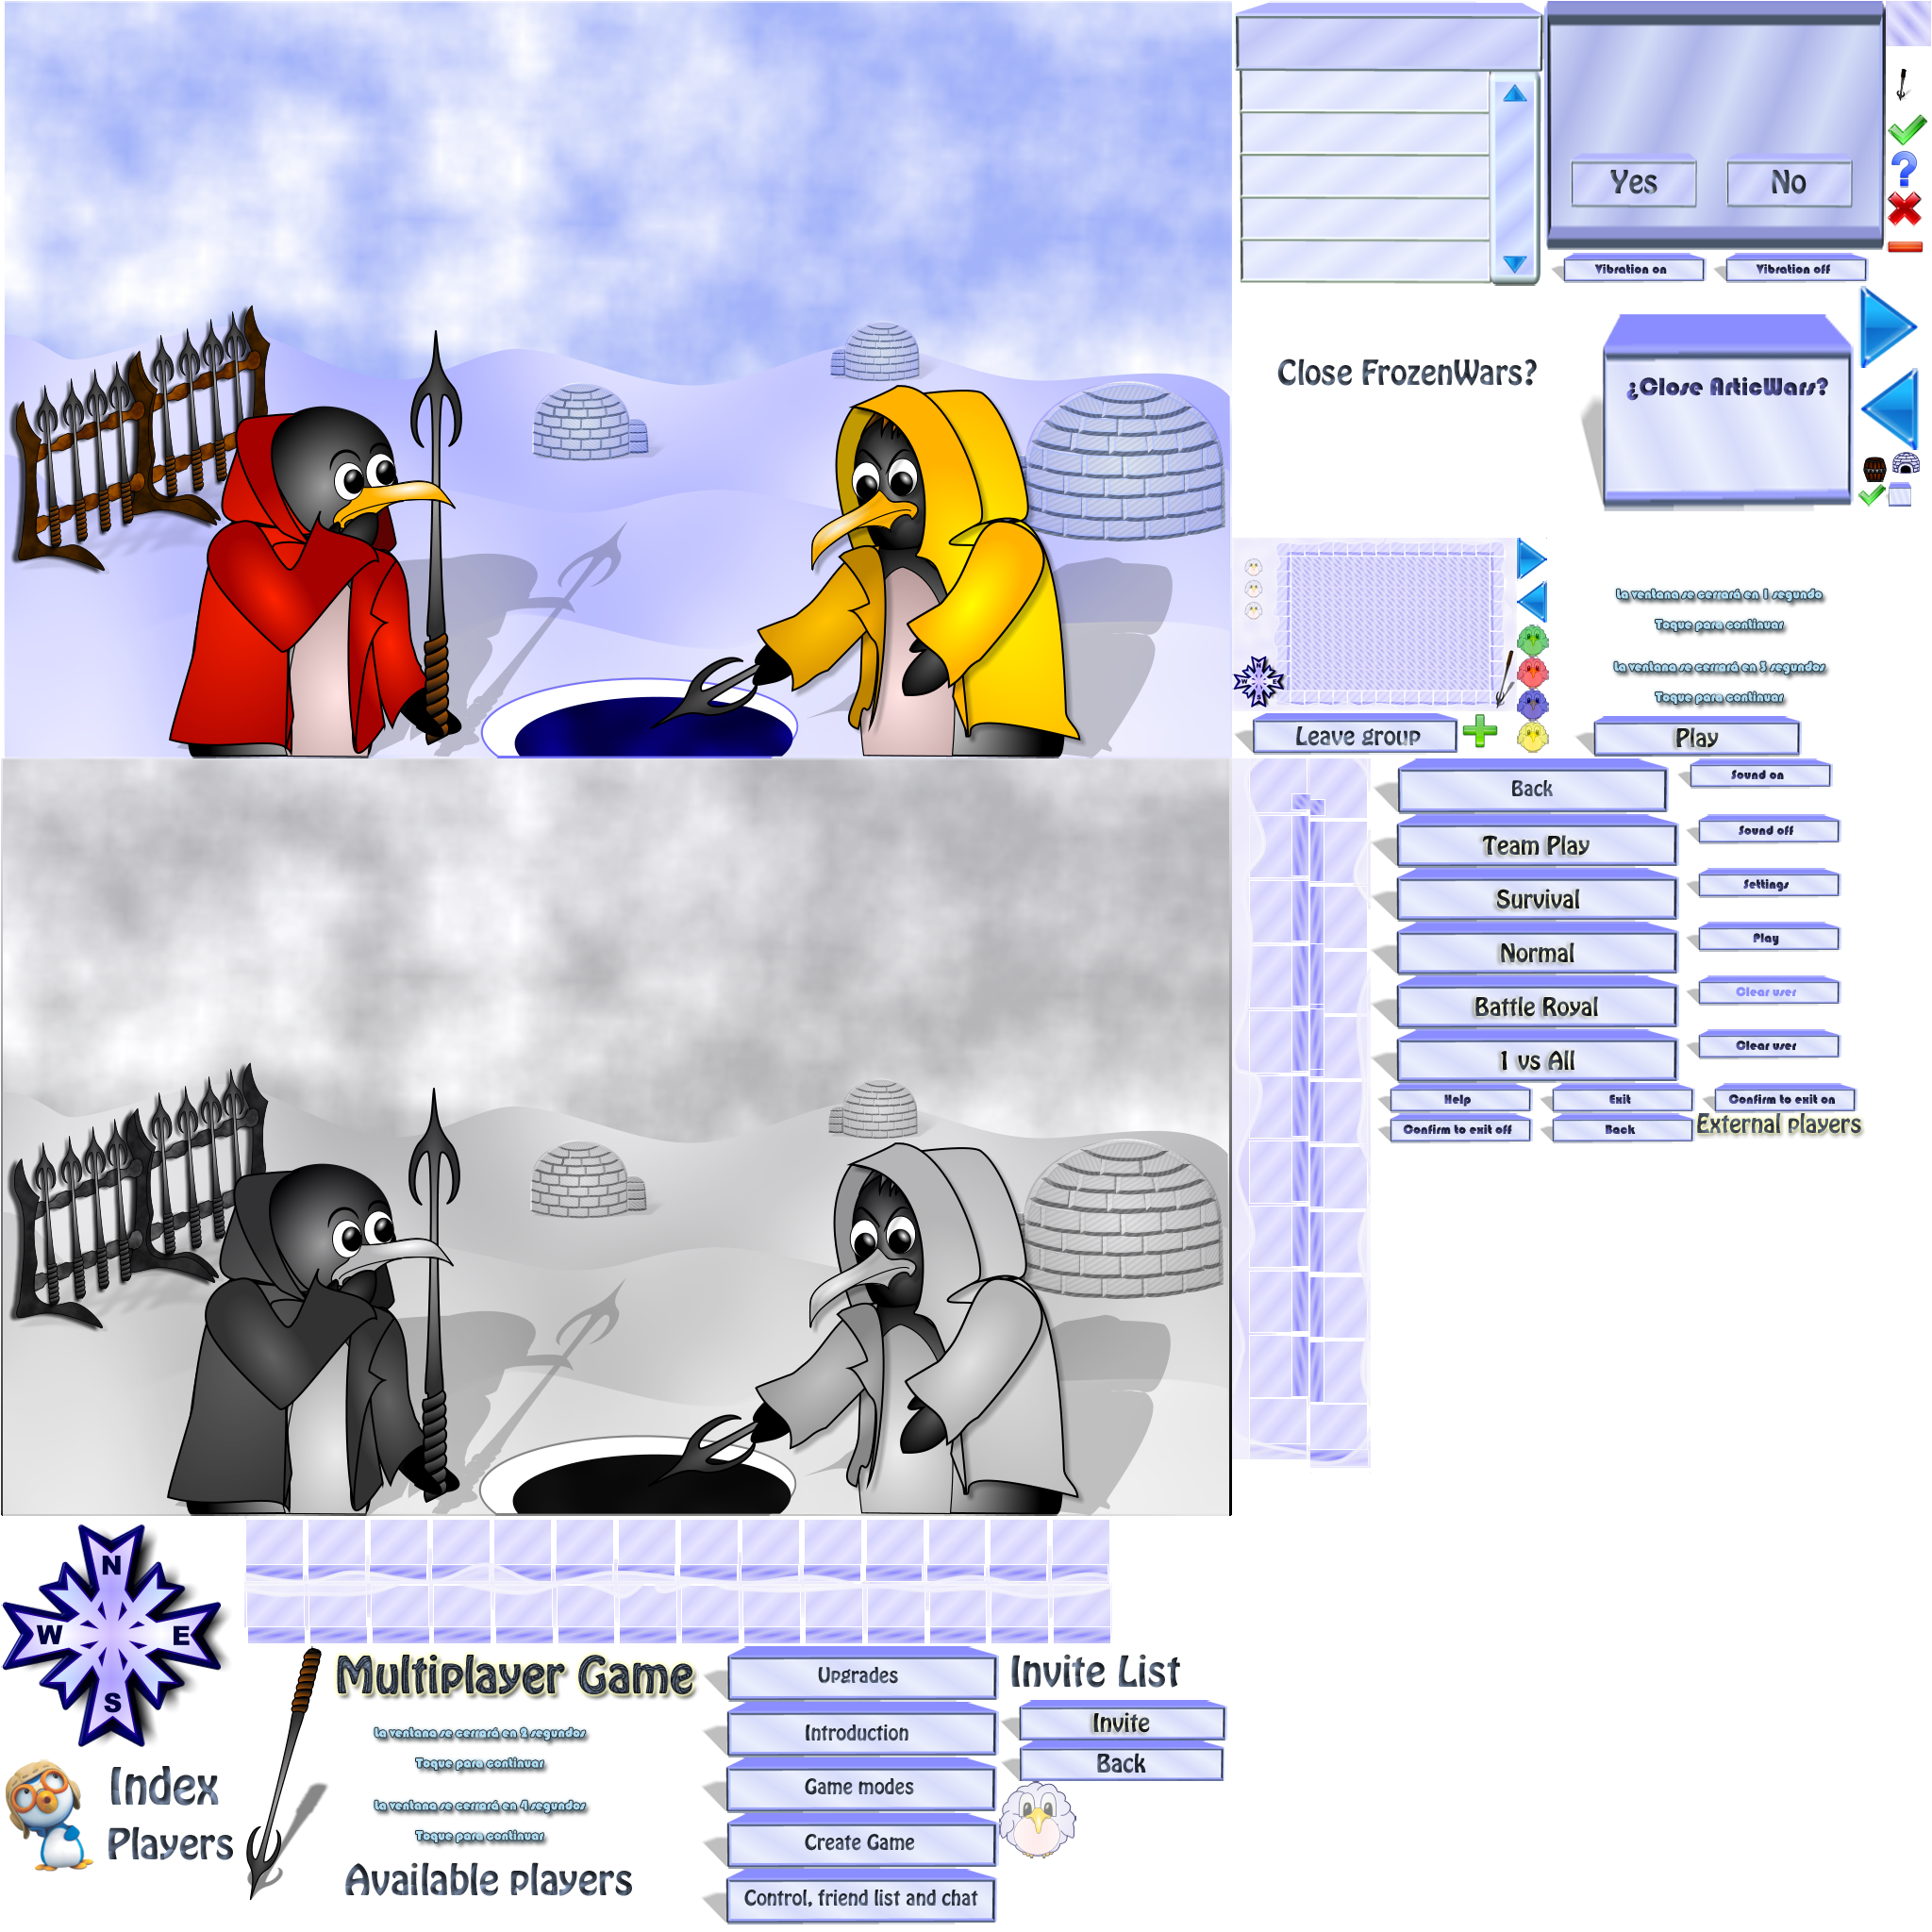 Yes
No
Vibration on
Vibration off
Close FrozenWars?
¿Close ArticWars?
La ventana se cerrará en 1 segundo
Toque para continuar
La ventana se cerrará en 3 segundos
Toque para continuar
N
W
E
S
Leave group
Play
Back
Sound on
Team Play
Sound off
Survival
Settings
Normal
Play
Battle Royal
Clear user
1 vs All
Clear user
Help
Exit
Confirm to exit on
Confirm to exit off
Back
External players
N
W
E
S
Multiplayer Game
La ventana se cerrará en 2 segundos
Toque para continuar
La ventana se cerrará en 4 segundos
Toque para continuar
Index
Players
Available players
Upgrades
Introduction
Game modes
Create Game
Control, friend list and chat
Invite List
Invite
Back